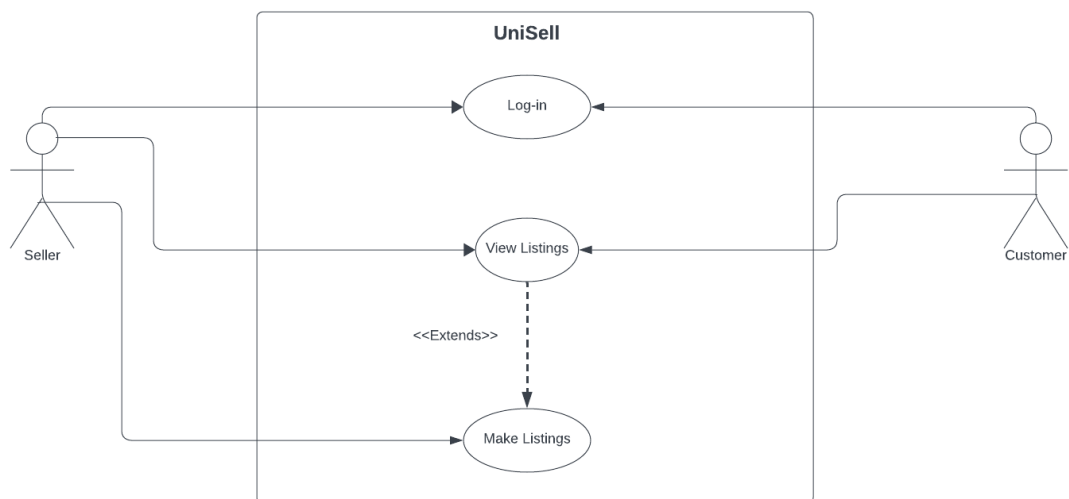 UniSell
Log-in
View Listings
Seller
Customer
<<Extends>>
Make Listings